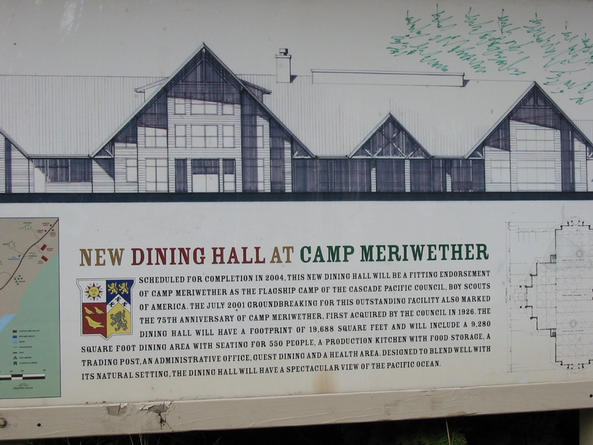 NEW DINING HALL AT CAMP MERIWETHER
SCHEDULED FOR COMPLETION IN 2004, THIS NEW DINING HALL WILL BE A FITTING ENDORSEMENT
OF CAMP MERIWETHER AS THE FLAGSHIP CAMP OF THE CASCADE PACIFIC COUNCIL, BOY SCOUTS
OF AMERICA. THE JULY 2001 GROUNDBREAKING FOR THIS OUTSTANDING FACILITY ALSO MARKED
THE 75TH ANNIVERSARY OF CAMP MERIWETHER, FIRST ACQUIRED BY THE COUNCIL IN 1926. THE
DINING HALL WILL HAVE A FOOTPRINT OF 19,688 SQUARE FEET AND WILL INCLUDE A 9,280
SQUARE FOOT DINING AREA WITH SEATING FOR 550 PEOPLE, A PRODUCTION KITCHEN WITH FOOD STORAGE, A
TRADING POST, AN ADMINISTRATIVE OFFICE, GUEST DINING AND A HEALTH AREA. DESIGNED TO BLEND WELL WITH
ITS NATURAL SETTING, THE DINING HALL WILL HAVE A SPECTACULAR VIEW OF THE PACIFIC OCEAN.